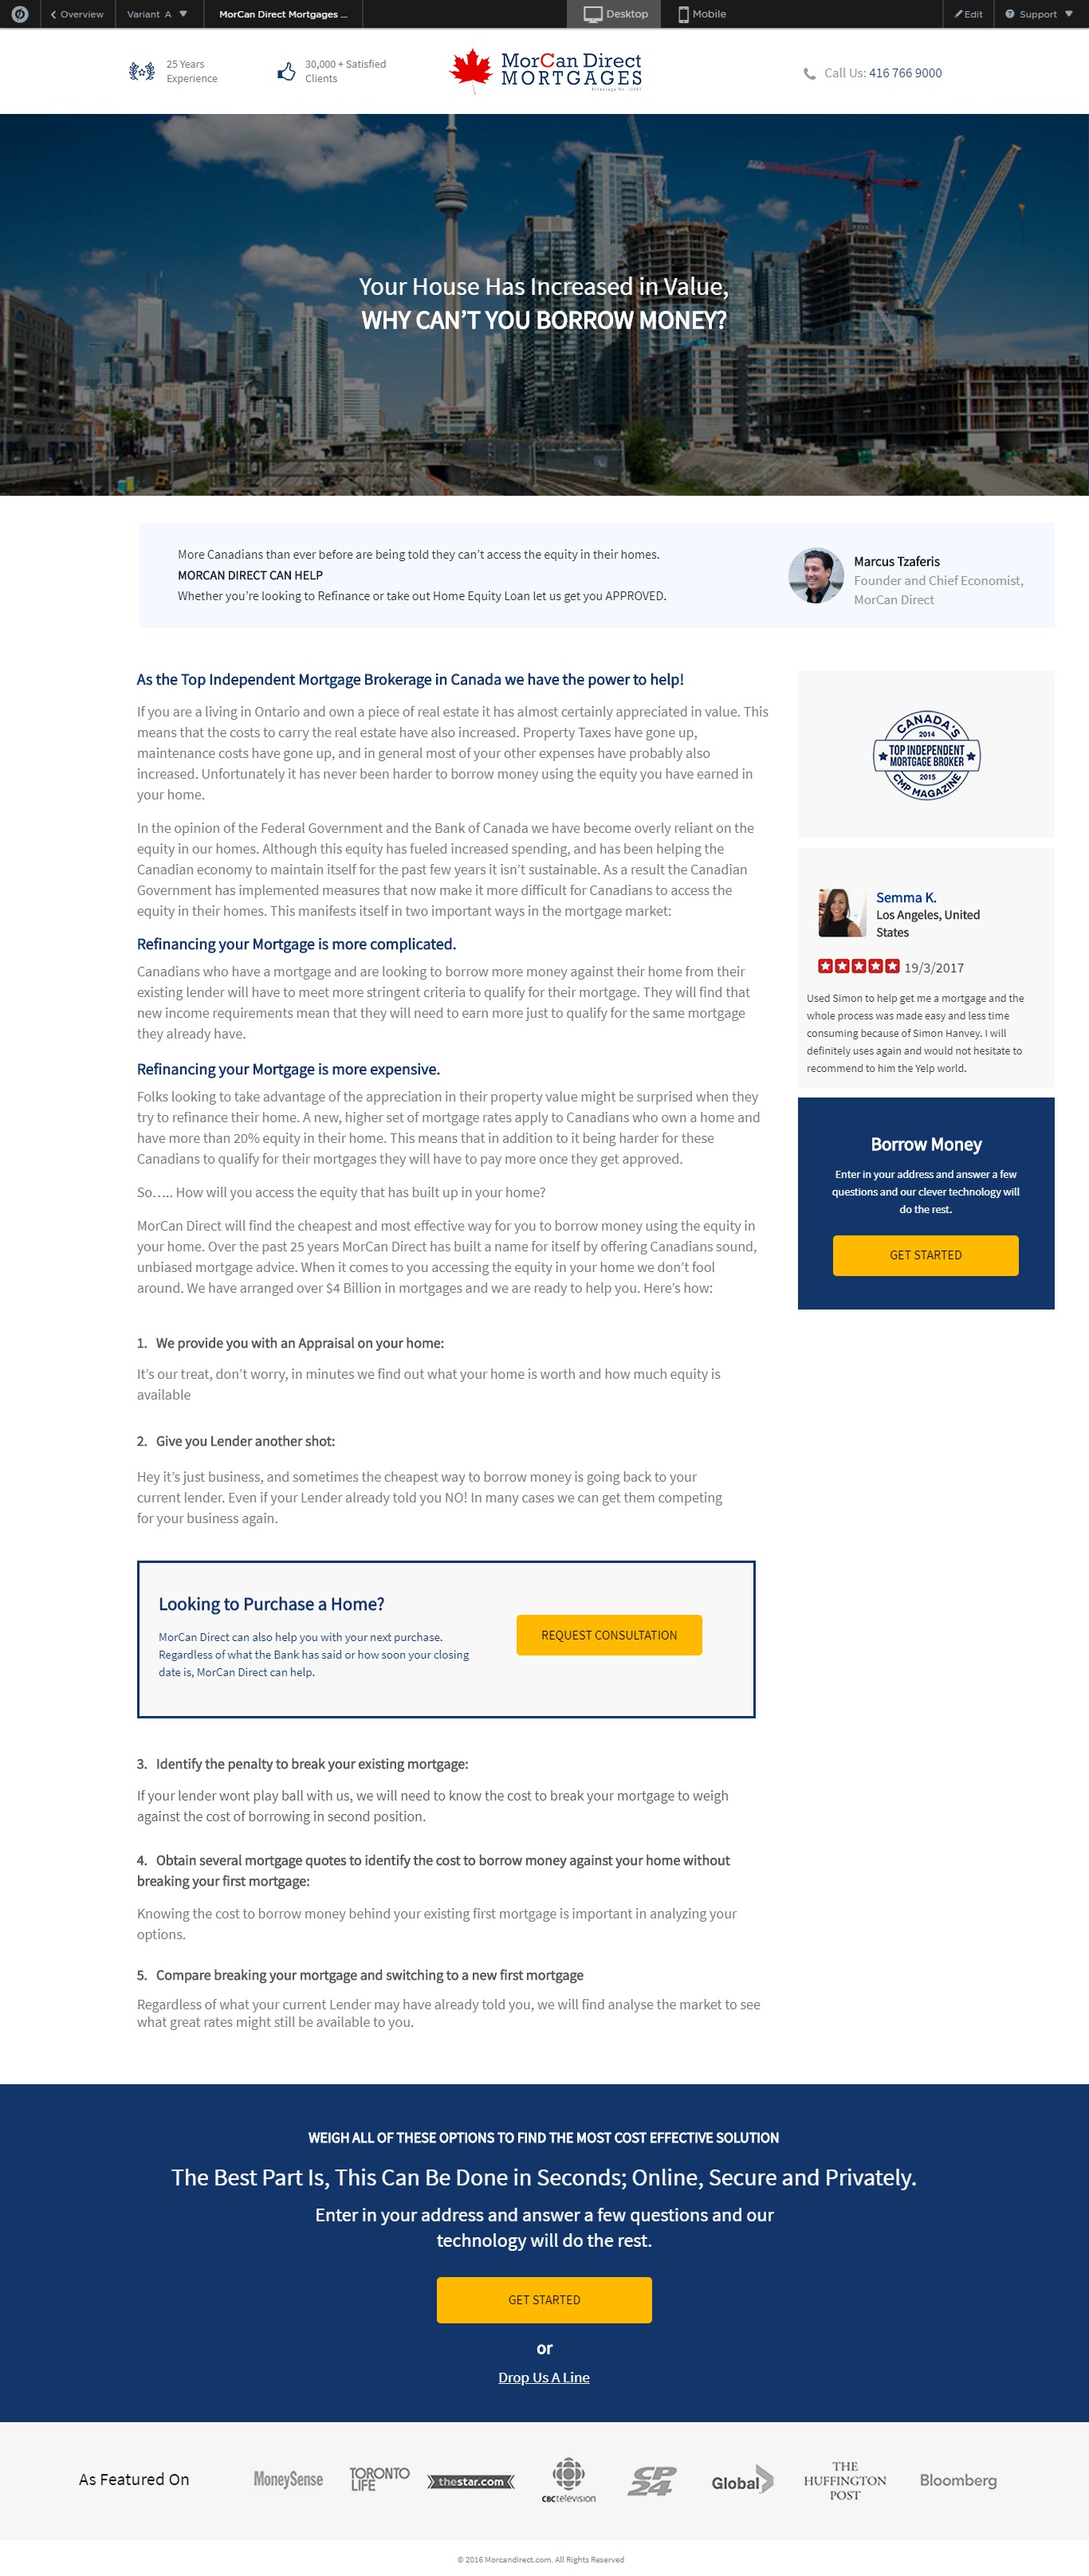 Overview
Variant A
MorCan Direct Mortgages ...
Desktop
Mobile
Edit
Support
25 Years
Experience
30,000 + Satisfied
Clients
MorCan Direct
MORTGAGES
Call Us: 416 766 9000
Your House Has Increased in Value,
WHY CAN'T YOU BORROW MONEY?
More Canadians than ever before are being told they can't access the equity in their homes.
MORCAN DIRECT CAN HELP
Whether you're looking to Refinance or take out Home Equity Loan let us get you APPROVED.
Marcus Tzaferis
Founder and Chief Economist,
MorCan Direct
As the Top Independent Mortgage Brokerage in Canada we have the power to help!
If you are a living in Ontario and own a piece of real estate it has almost certainly appreciated in value. This
means that the costs to carry the real estate have also increased. Property Taxes have gone up,
maintenance costs have gone up, and in general most of your other expenses have probably also
increased. Unfortunately it has never been harder to borrow money using the equity you have earned in
your home.
In the opinion of the Federal Government and the Bank of Canada we have become overly reliant on the
equity in our homes. Although this equity has fueled increased spending, and has been helping the
Canadian economy to maintain itself for the past few years it isn't sustainable. As a result the Canadian
Government has implemented measures that now make it more difficult for Canadians to access the
equity in their homes. This manifests itself in two important ways in the mortgage market:
Refinancing your Mortgage is more complicated.
Canadians who have a mortgage and are looking to borrow more money against their home from their
existing lender will have to meet more stringent criteria to qualify for their mortgage. They will find that
new income requirements mean that they will need to earn more just to qualify for the same mortgage
they already have.
Refinancing your Mortgage is more expensive.
Folks looking to take advantage of the appreciation in their property value might be surprised when they
try to refinance their home. A new, higher set of mortgage rates apply to Canadians who own a home and
have more than 20% equity in their home. This means that in addition to it being harder for these
Canadians to qualify for their mortgages they will have to pay more once they get approved.
So….. How will you access the equity that has built up in your home?
MorCan Direct will find the cheapest and most effective way for you to borrow money using the equity in
your home. Over the past 25 years MorCan Direct has built a name for itself by offering Canadians sound,
unbiased mortgage advice. When it comes to you accessing the equity in your home we don't fool
around. We have arranged over $4 Billion in mortgages and we are ready to help you. Here's how:
CANADA'S
2014
TOP INDEPENDENT
MORTGAGE BROKER
2015
CMP MAGAZINE
Semma K.
Los Angeles, United
States
19/3/2017
Used Simon to help get me a mortgage and the
whole process was made easy and less time
consuming because of Simon Hanvey. I will
definitely uses again and would not hesitate to
recommend to him the Yelp world.
Borrow Money
Enter in your address and answer a few
questions and our clever technology will
do the rest.
GET STARTED
1. We provide you with an Appraisal on your home:
It's our treat, don't worry, in minutes we find out what your home is worth and how much equity is
available
2. Give you Lender another shot:
Hey it's just business, and sometimes the cheapest way to borrow money is going back to your
current lender. Even if your Lender already told you NO! In many cases we can get them competing
for your business again.
Looking to Purchase a Home?
MorCan Direct can also help you with your next purchase.
Regardless of what the Bank has said or how soon your closing
date is, MorCan Direct can help.
REQUEST CONSULTATION
3. Identify the penalty to break your existing mortgage:
If your lender wont play ball with us, we will need to know the cost to break your mortgage to weigh
against the cost of borrowing in second position.
4. Obtain several mortgage quotes to identify the cost to borrow money against your home without
breaking your first mortgage:
Knowing the cost to borrow money behind your existing first mortgage is important in analyzing your
options.
5. Compare breaking your mortgage and switching to a new first mortgage
Regardless of what your current Lender may have already told you, we will find analyse the market to see
what great rates might still be available to you.
WEIGH ALL OF THESE OPTIONS TO FIND THE MOST COST EFFECTIVE SOLUTION
The Best Part Is, This Can Be Done in Seconds; Online, Secure and Privately.
Enter in your address and answer a few questions and our
technology will do the rest.
GET STARTED
or
Drop Us A Line
As Featured On
MoneySense
TORONTO
LIFE
thestar.com
CBCtelevision
CP
24
Global
THE
HUFFINGTON
POST
Bloomberg
© 2016 Morcandirect.com. All Rights Reserved